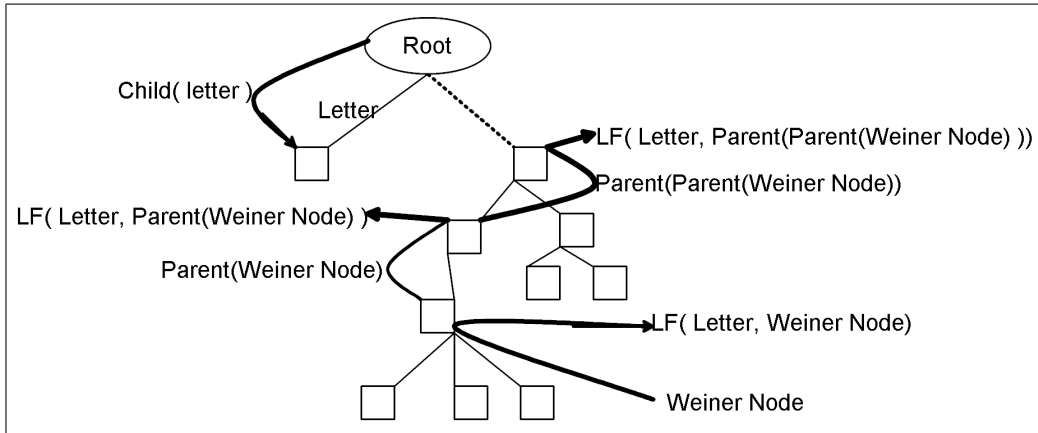 Root
Child( letter )
Letter
LF( Letter, Parent(Parent(Weiner Node) ))
Parent(Parent(Weiner Node))
LF( Letter, Parent(Weiner Node) )
Parent(Weiner Node)
LF( Letter, Weiner Node)
Weiner Node